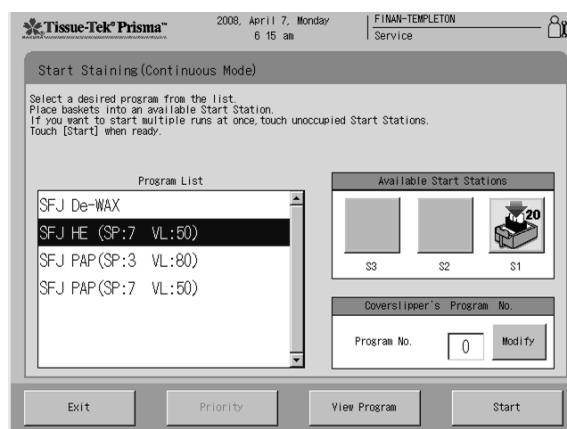 Tissue-Tek® Prisma™
2008, April 7, Monday
6 15 am
FINAN-TEMPLETON
Service
Start Staining(Continuous Mode)
Select a desired program from the list.
Place baskets into an available Start Station.
If you want to start multiple runs at once, touch unoccupied Start Stations.
Touch [Start] when ready.
Program List
SFJ De-WAX
SFJ HE (SP:7 VL:50)
SFJ PAP(SP:3 VL:80)
SFJ PAP(SP:7 VL:50)
Available Start Stations
20
S3 S2 S1
Coverslipper's Program No.
Program No. 0 Modify
Exit Priority View Program Start